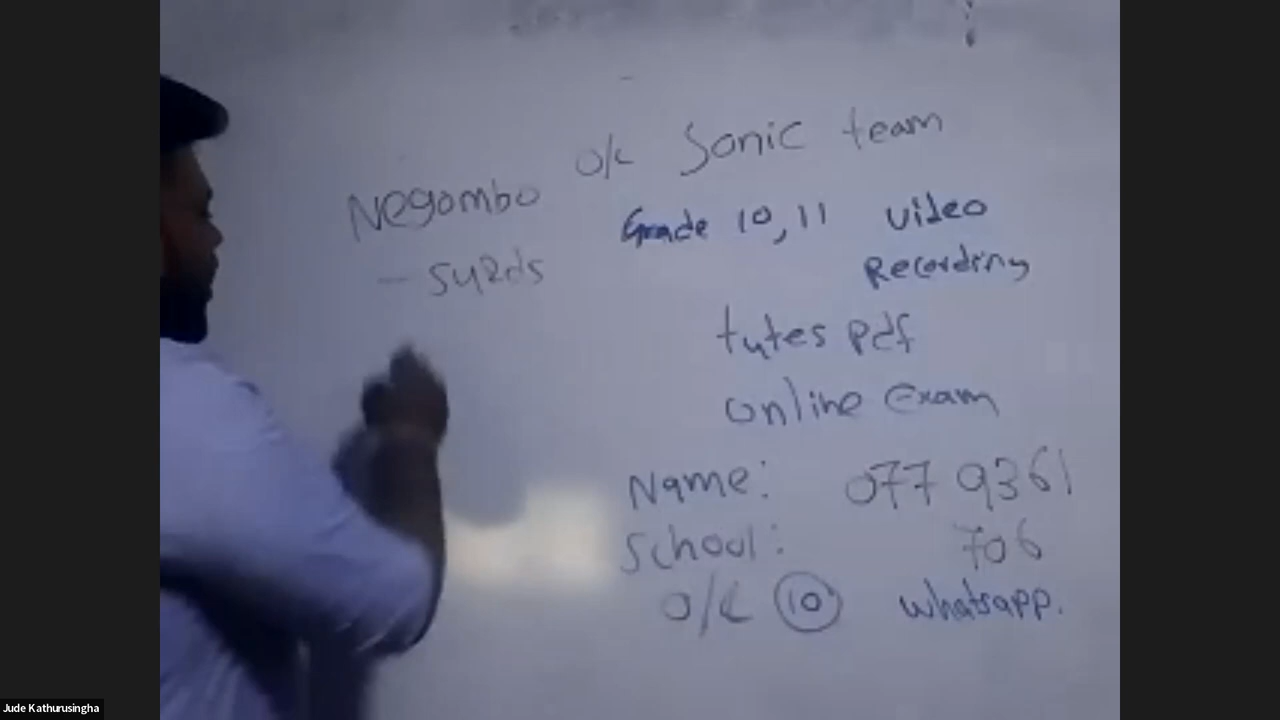 O/L Sonic team
Negombo
Grade 10, 11 video
Recording
tutes pdf
online Exam
Name: 077 9361
School: 706
O/L 10 whatsapp.
Jude Kathurusingha